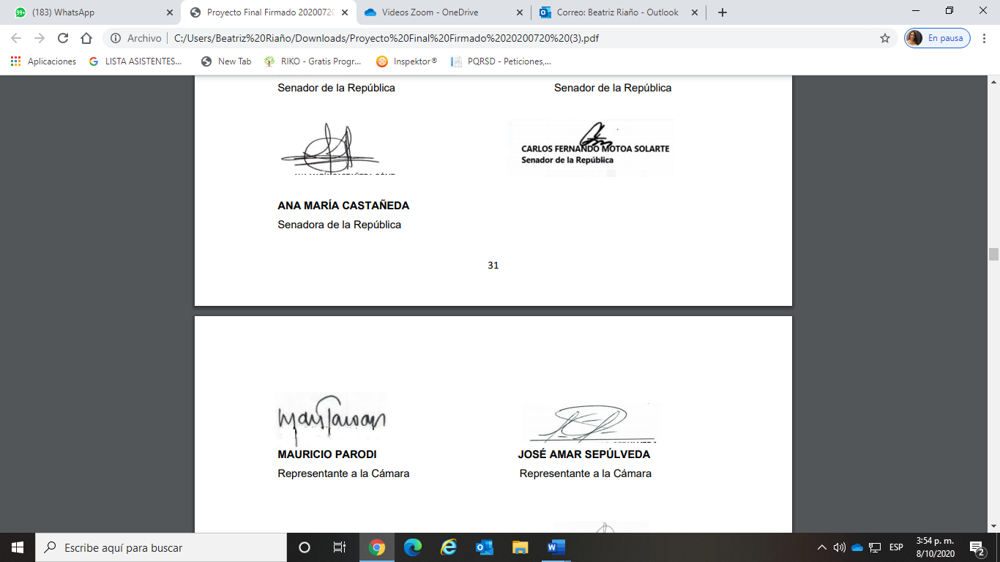 99+
(183) WhatsApp
Proyecto Final Firmado 2020072
Videos Zoom - OneDrive
Correo: Beatriz Riaño - Outlook
Archivo
C:/Users/Beatriz%20Riaño/Downloads/Proyecto%20Final%20Firmado%2020200720%20(3).pdf
En pausa
Aplicaciones
LISTA ASISTENTES...
New Tab
RIKO - Gratis Progr...
Inspektor®
PQRSD - Peticiones,...
Senador de la República
Senador de la República
CARLOS FERNANDO MOTOA SOLARTE
Senador de la República
ANA MARÍA CASTAÑEDA
Senadora de la República
31
MAURICIO PARODI
Representante a la Cámara
JOSÉ AMAR SEPÚLVEDA
Representante a la Cámara
Escribe aquí para buscar
ESP
3:54 p. m.
8/10/2020
2